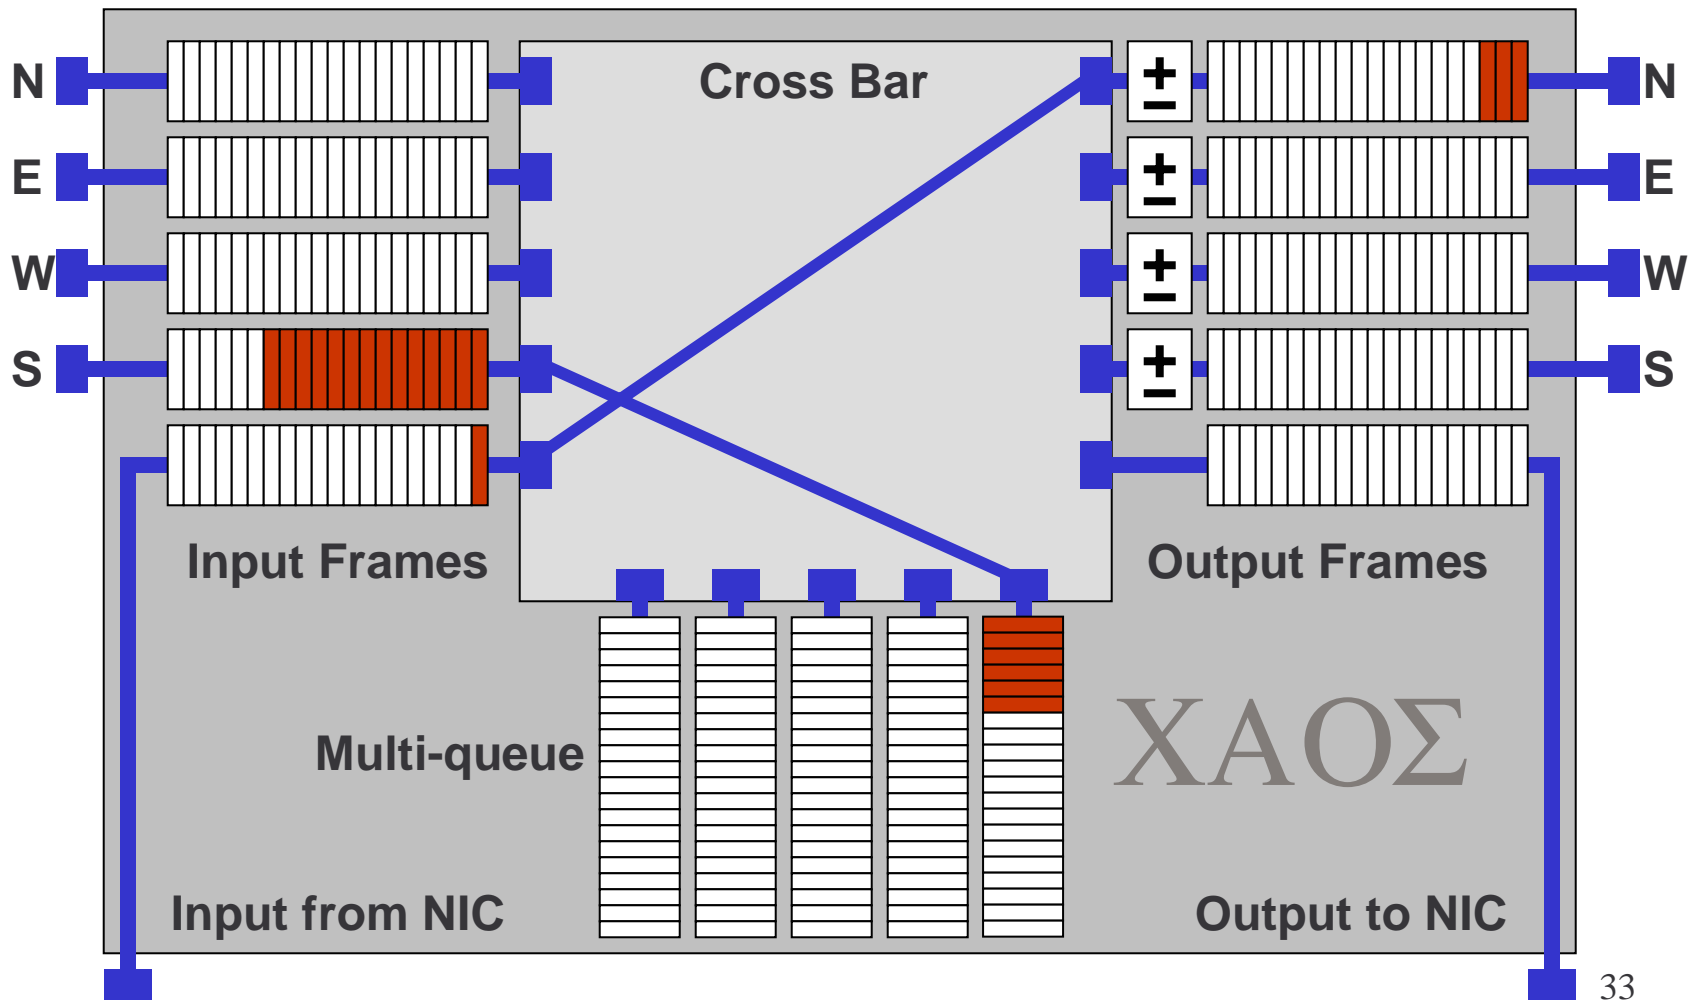 N
E
W
S
Cross Bar
±
±
±
±
N
E
W
S
Input Frames
Output Frames
Multi-queue
ΧΑΟΣ
Input from NIC
Output to NIC
33